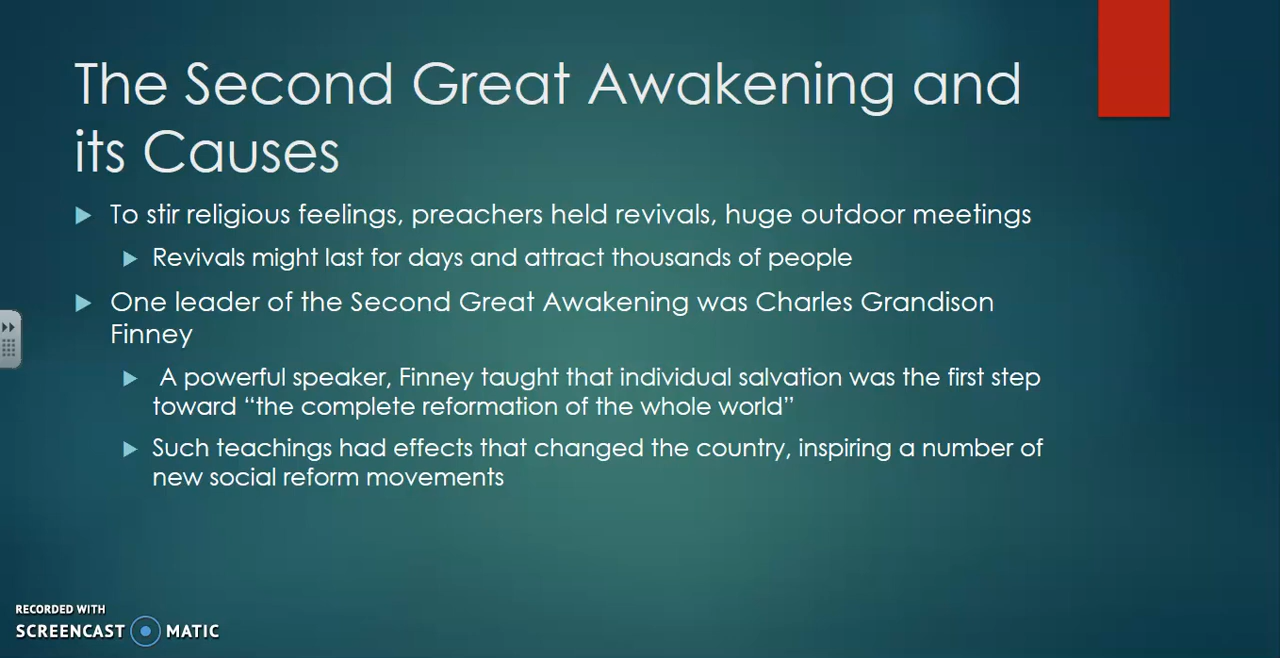 The Second Great Awakening and
its Causes
To stir religious feelings, preachers held revivals, huge outdoor meetings
Revivals might last for days and attract thousands of people
One leader of the Second Great Awakening was Charles Grandison
Finney
A powerful speaker, Finney taught that individual salvation was the first step
toward “the complete reformation of the whole world”
Such teachings had effects that changed the country, inspiring a number of
new social reform movements
RECORDED WITH
SCREENCAST MATIC